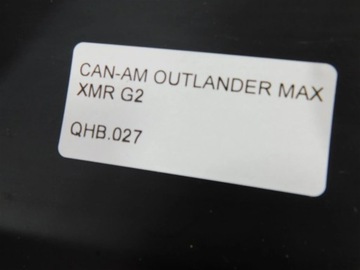 CAN-AM OUTLANDER MAX
XMR G2
QHB.027